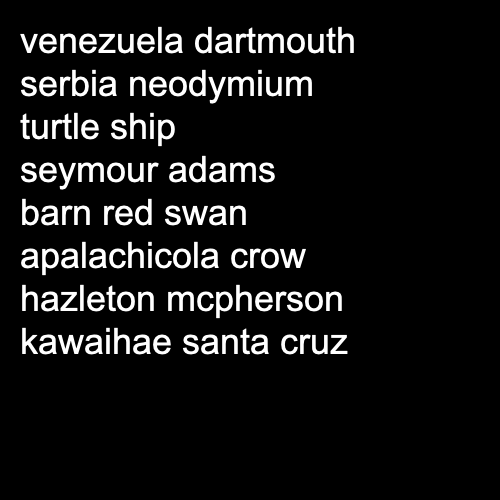 venezuela dartmouth
serbia neodymium
turtle ship
seymour adams
barn red swan
apalachicola crow
hazleton mcpherson
kawaihae santa cruz